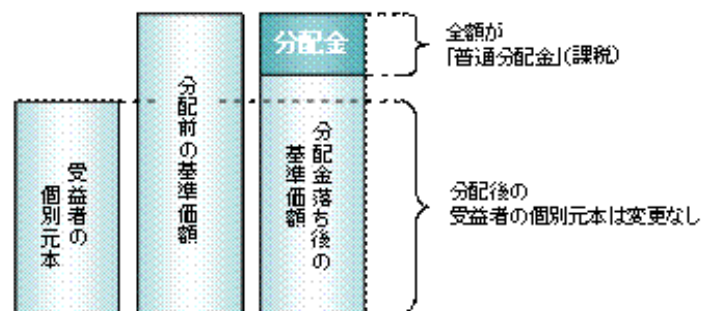 分配金
全額が
「普通分配金」(課税)
受益者の
個別元本
分配前の基準価額
分配金落ち後の
基準価額
分配後の
受益者の個別元本は変更なし